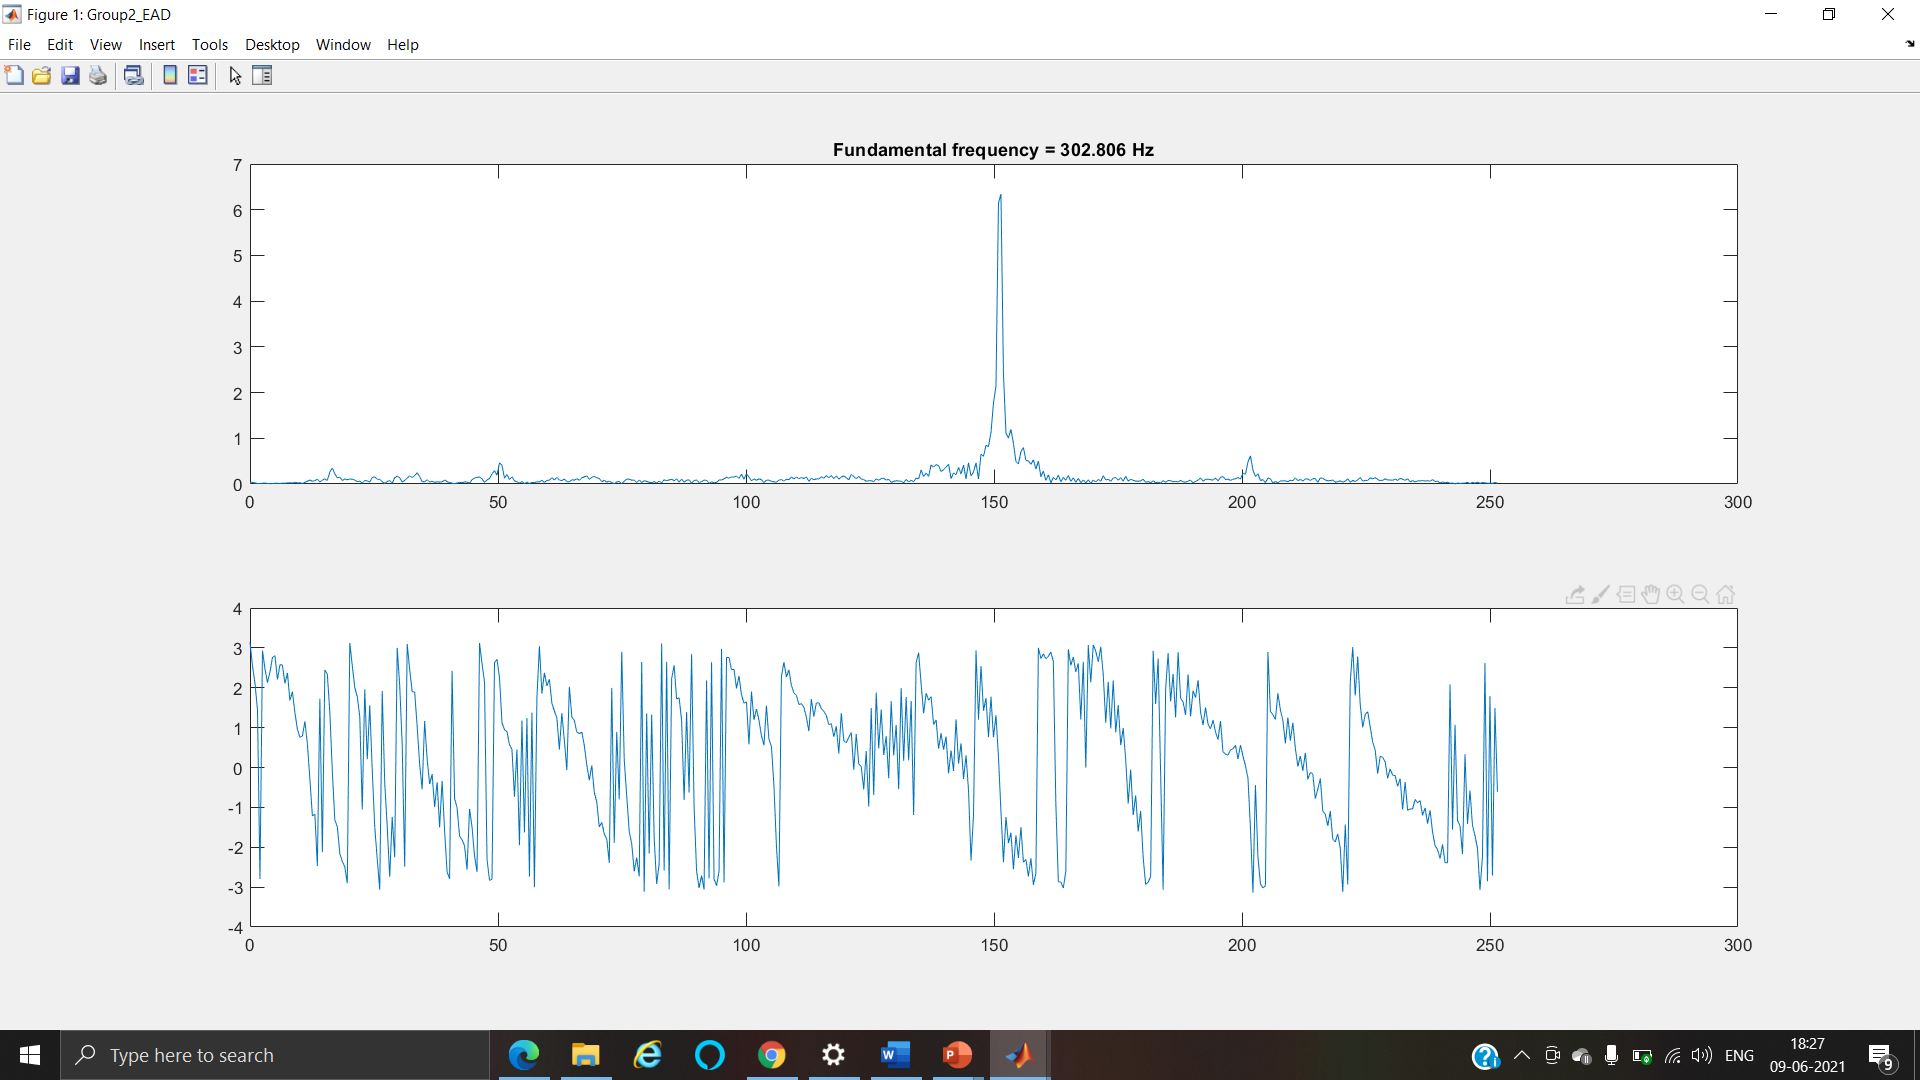 Figure 1: Group2_EAD
File Edit View Insert Tools Desktop Window Help
Fundamental frequency = 302.806 Hz
7
6
5
4
3
2
1
0
0 50 100 150 200 250 300
4
3
2
1
0
-1
-2
-3
-4
0 50 100 150 200 250 300
Type here to search
W
P
ENG
18:27
09-06-2021
9